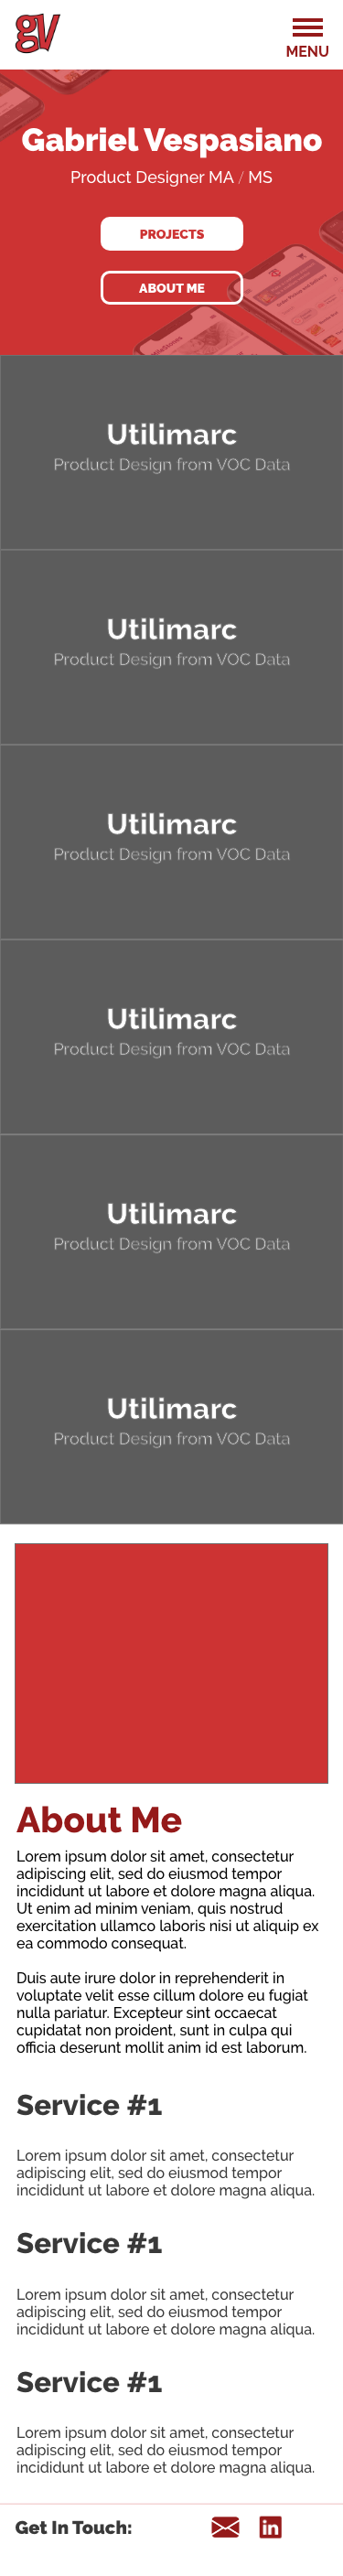 gv
MENU
Gabriel Vespasiano
Product Designer MA / MS
PROJECTS
ABOUT ME
Utilimarc
Product Design from VOC Data
Utilimarc
Product Design from VOC Data
Utilimarc
Product Design from VOC Data
Utilimarc
Product Design from VOC Data
Utilimarc
Product Design from VOC Data
Utilimarc
Product Design from VOC Data
About Me
Lorem ipsum dolor sit amet, consectetur
adipiscing elit, sed do eiusmod tempor
incididunt ut labore et dolore magna aliqua.
Ut enim ad minim veniam, quis nostrud
exercitation ullamco laboris nisi ut aliquip ex
ea commodo consequat.
Duis aute irure dolor in reprehenderit in
voluptate velit esse cillum dolore eu fugiat
nulla pariatur. Excepteur sint occaecat
cupidatat non proident, sunt in culpa qui
officia deserunt mollit anim id est laborum.
Service #1
Lorem ipsum dolor sit amet, consectetur
adipiscing elit, sed do eiusmod tempor
incididunt ut labore et dolore magna aliqua.
Service #1
Lorem ipsum dolor sit amet, consectetur
adipiscing elit, sed do eiusmod tempor
incididunt ut labore et dolore magna aliqua.
Service #1
Lorem ipsum dolor sit amet, consectetur
adipiscing elit, sed do eiusmod tempor
incididunt ut labore et dolore magna aliqua.
Get In Touch:
in